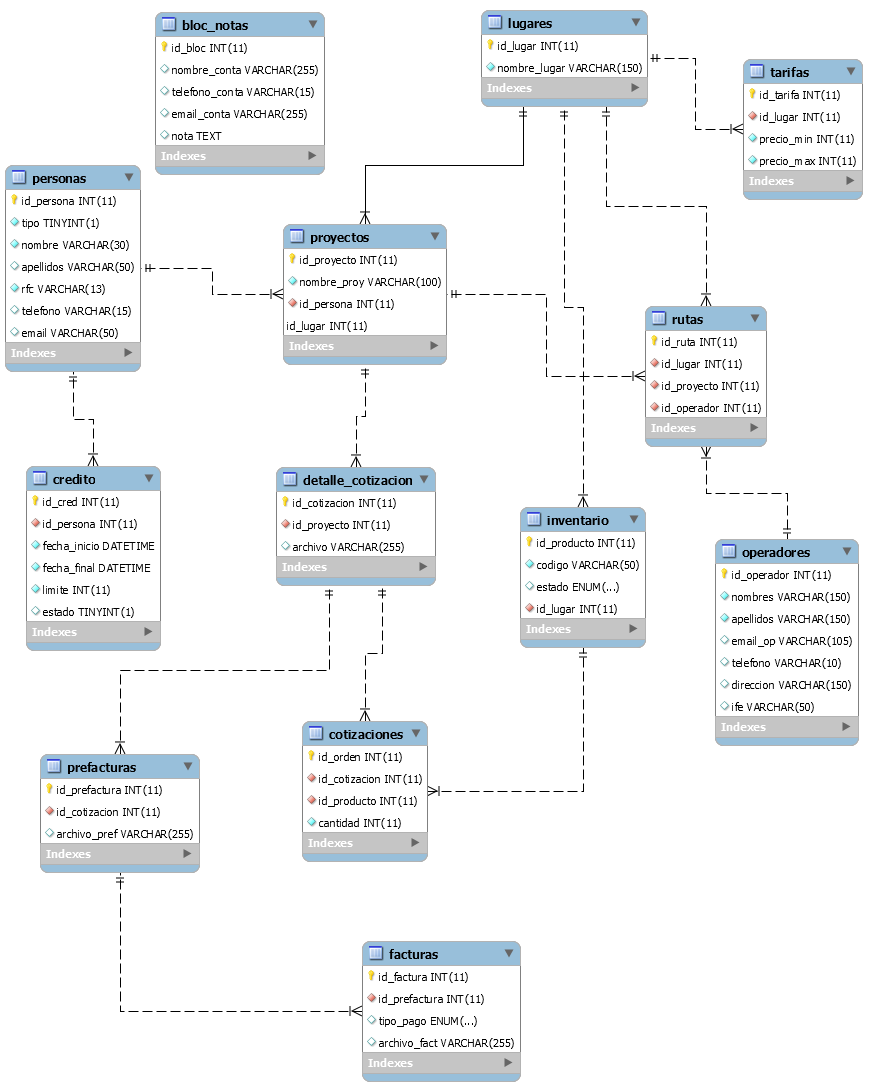 bloc_notas
id_bloc INT(11)
nombre_conta VARCHAR(255)
telefono_conta VARCHAR(15)
email_conta VARCHAR(255)
nota TEXT
Indexes
lugares
id_lugar INT(11)
nombre_lugar VARCHAR(150)
Indexes
tarifas
id_tarifa INT(11)
id_lugar INT(11)
precio_min INT(11)
precio_max INT(11)
Indexes
personas
id_persona INT(11)
tipo TINYINT(1)
nombre VARCHAR(30)
apellidos VARCHAR(50)
rfc VARCHAR(13)
telefono VARCHAR(15)
email VARCHAR(50)
Indexes
proyectos
id_proyecto INT(11)
nombre_proy VARCHAR(100)
id_persona INT(11)
id_lugar INT(11)
Indexes
rutas
id_ruta INT(11)
id_lugar INT(11)
id_proyecto INT(11)
id_operador INT(11)
Indexes
credito
id_cred INT(11)
id_persona INT(11)
fecha_inicio DATETIME
fecha_final DATETIME
limite INT(11)
estado TINYINT(1)
Indexes
detalle_cotizacion
id_cotizacion INT(11)
id_proyecto INT(11)
archivo VARCHAR(255)
Indexes
inventario
id_producto INT(11)
codigo VARCHAR(50)
estado ENUM(...)
id_lugar INT(11)
Indexes
operadores
id_operador INT(11)
nombres VARCHAR(150)
apellidos VARCHAR(150)
email_op VARCHAR(105)
telefono VARCHAR(10)
direccion VARCHAR(150)
ife VARCHAR(50)
Indexes
prefacturas
id_prefactura INT(11)
id_cotizacion INT(11)
archivo_pref VARCHAR(255)
Indexes
cotizaciones
id_orden INT(11)
id_cotizacion INT(11)
id_producto INT(11)
cantidad INT(11)
Indexes
facturas
id_factura INT(11)
id_prefactura INT(11)
tipo_pago ENUM(...)
archivo_fact VARCHAR(255)
Indexes